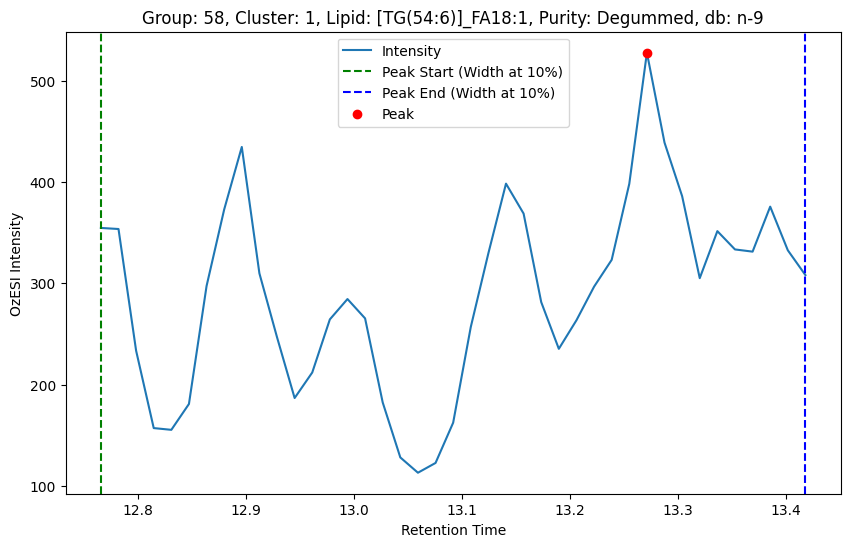 Group: 58, Cluster: 1, Lipid: [TG(54:6)]_FA18:1, Purity: Degummed, db: n-9
Intensity
Peak Start (Width at 10%)
Peak End (Width at 10%)
Peak
OzESI Intensity
500
400
300
200
100
12.8 12.9 13.0 13.1 13.2 13.3 13.4
Retention Time